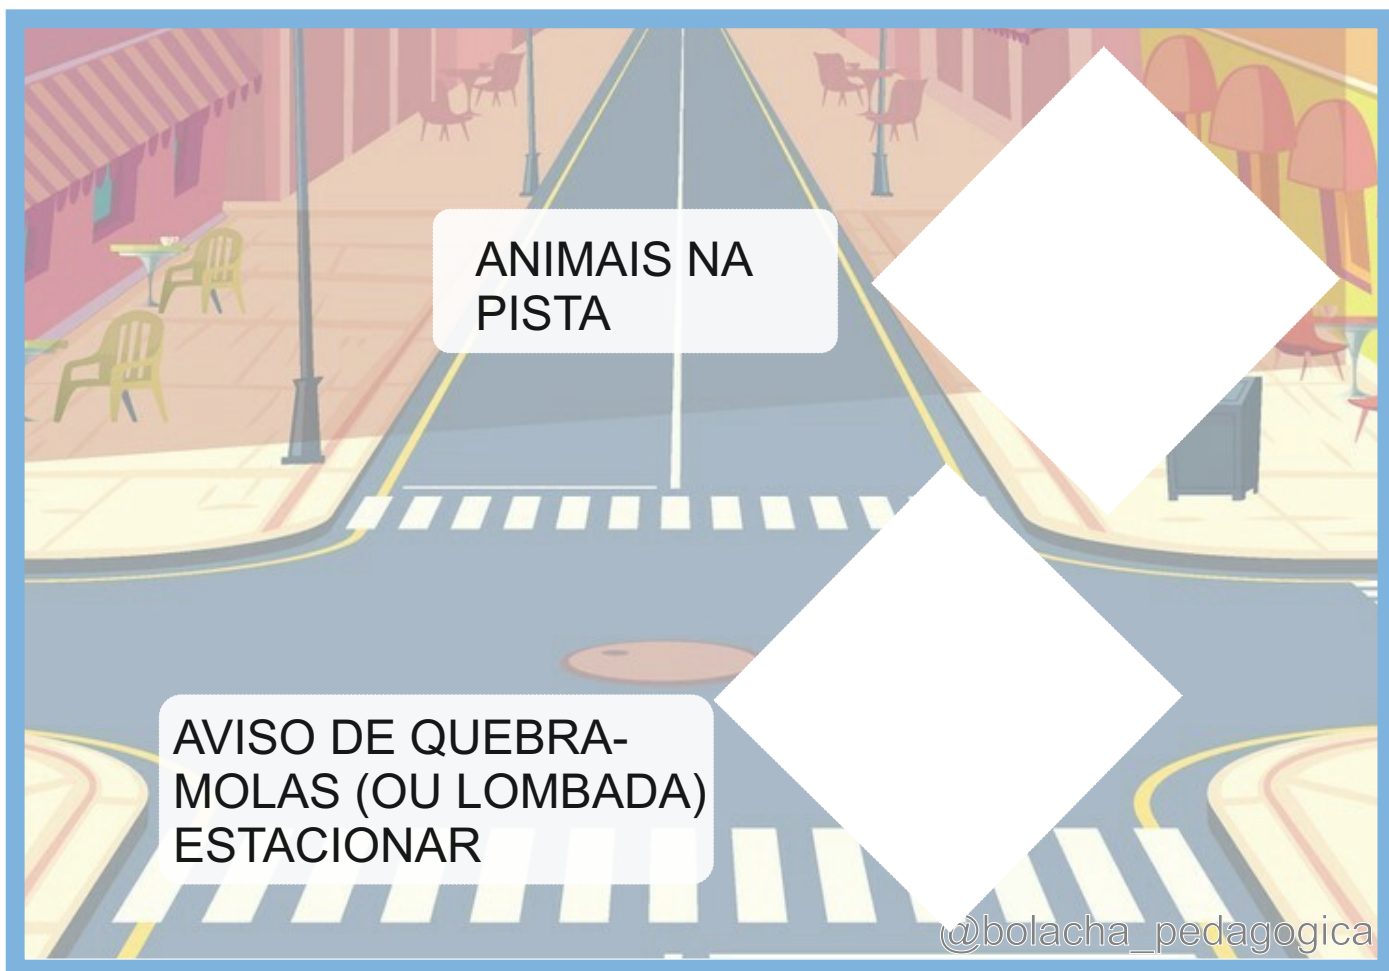 ANIMAIS NA
PISTA
AVISO DE QUEBRA-
MOLAS (OU LOMBADA)
ESTACIONAR
@bolacha_pedagogica